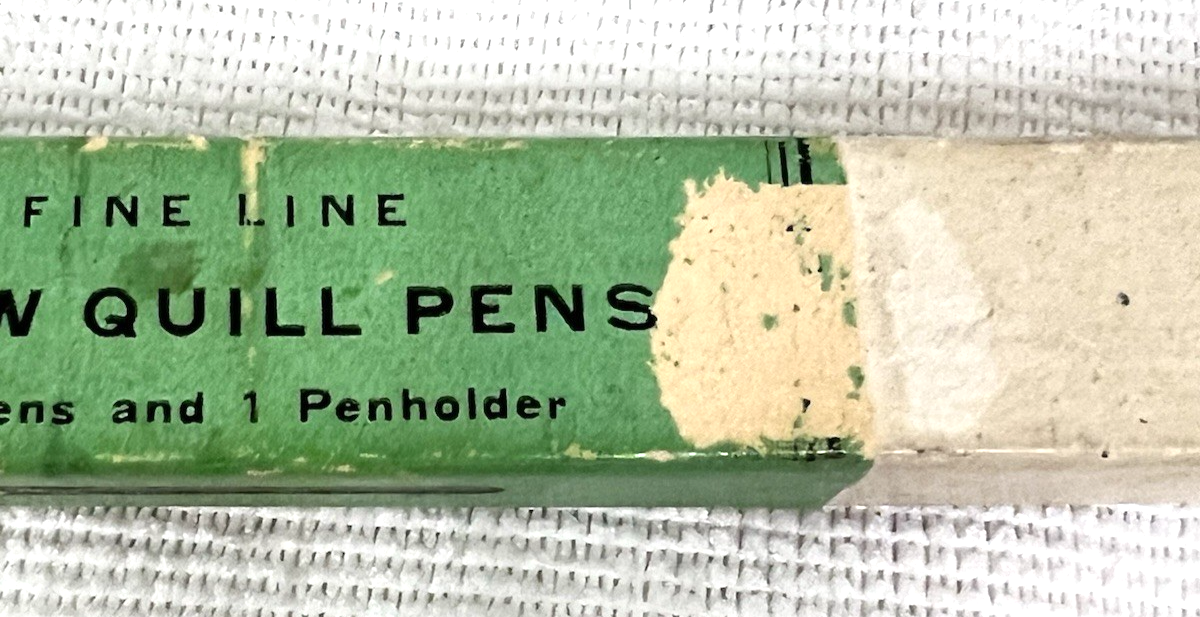 FINE LINE
W QUILL PENS
ens and 1 Penholder